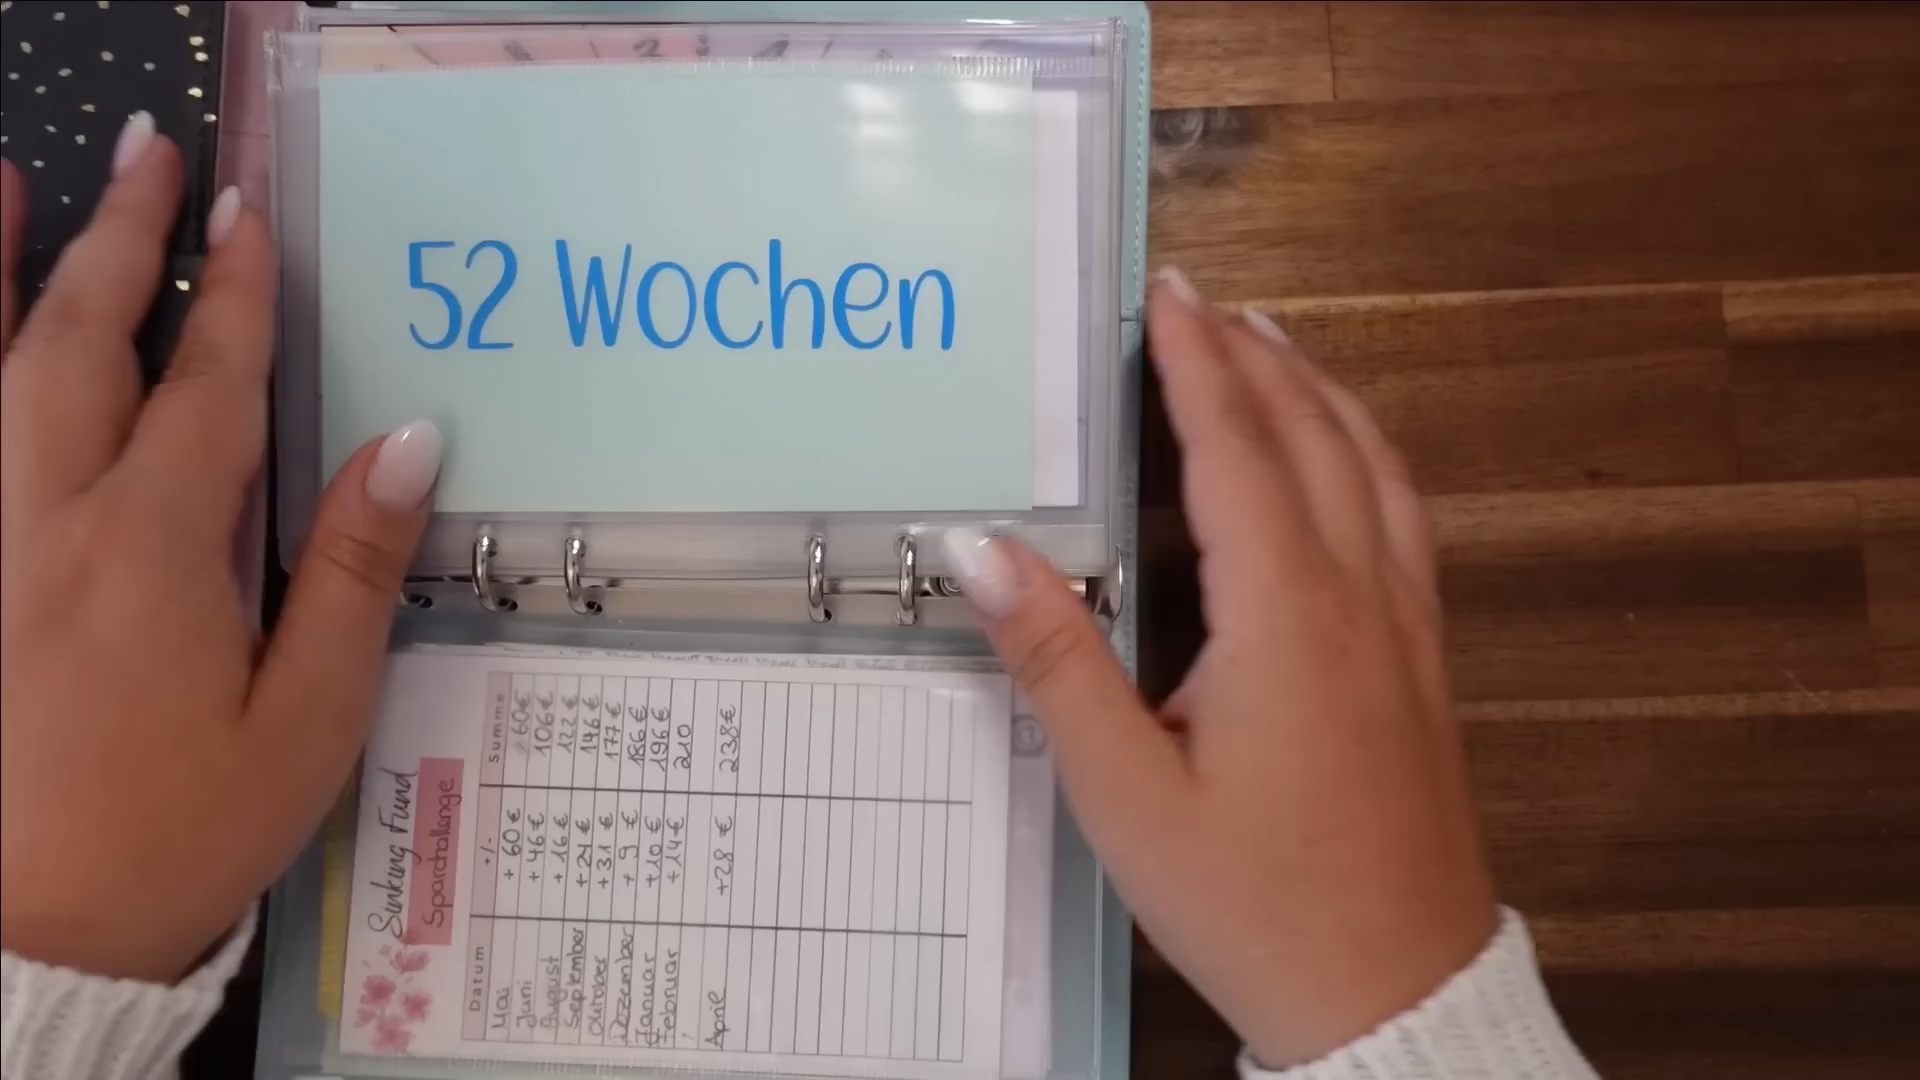 52 Wochen
Sinking Fund
Sparchallenge
Datum +/- Summe
Mai + 60€ 60€
Juni + 46€ 106€
August + 16€ 122€
September + 24€ 146€
Oktober + 31€ 177€
Dezember + 9€ 186€
Januar + 10€ 196€
Februar + 14€ 210
Aprie +28€ 238€